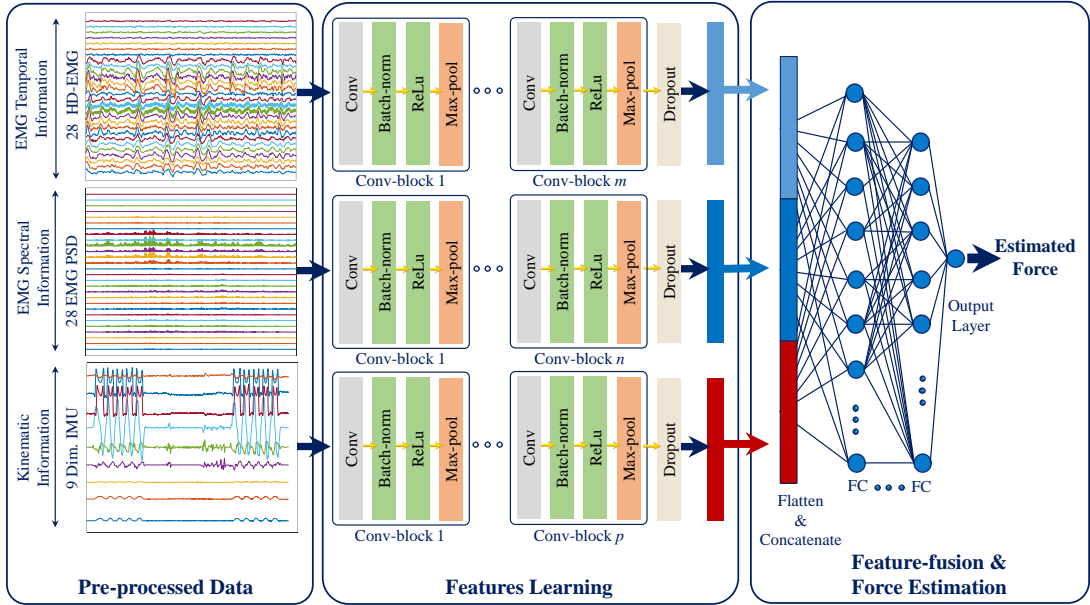 EMG Temporal
Information
28 HD-EMG
EMG Spectral
Information
28 EMG PSD
Kinematic
Information
9 Dim. IMU
Pre-processed Data
Conv
Batch-norm
ReLu
Max-pool
Conv-block 1
Conv
Batch-norm
ReLu
Max-pool
Conv-block m
Dropout
Conv
Batch-norm
ReLu
Max-pool
Conv-block 1
Conv
Batch-norm
ReLu
Max-pool
Conv-block n
Dropout
Conv
Batch-norm
ReLu
Max-pool
Conv-block 1
Conv
Batch-norm
ReLu
Max-pool
Conv-block p
Dropout
Features Learning
Flatten
&
Concatenate
FC
FC
Output
Layer
Estimated
Force
Feature-fusion &
Force Estimation